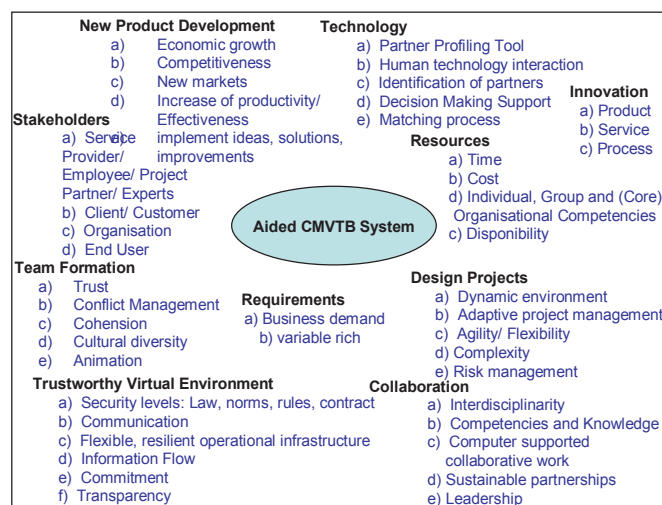 New Product Development
a) Economic growth
b) Competitiveness
c) New markets
d) Increase of productivity/
Effectiveness
e) implement ideas, solutions,
improvements
Technology
a) Partner Profiling Tool
b) Human technology interaction
c) Identification of partners
d) Decision Making Support
e) Matching process
Innovation
a) Product
b) Service
c) Process
Stakeholders
a) Service
Provider/
Employee/ Project
Partner/ Experts
b) Client/ Customer
c) Organisation
d) End User
Resources
a) Time
b) Cost
d) Individual, Group and (Core)
Organisational Competencies
c) Disponibility
Aided CMVTB System
Team Formation
a) Trust
b) Conflict Management
c) Cohension
d) Cultural diversity
e) Animation
Requirements
a) Business demand
b) variable rich
Design Projects
a) Dynamic environment
b) Adaptive project management
c) Agility/ Flexibility
d) Complexity
e) Risk management
Trustworthy Virtual Environment
a) Security levels: Law, norms, rules, contract
b) Communication
c) Flexible, resilient operational infrastructure
d) Information Flow
e) Commitment
f) Transparency
Collaboration
a) Interdisciplinarity
b) Competencies and Knowledge
c) Computer supported
collaborative work
d) Sustainable partnerships
e) Leadership